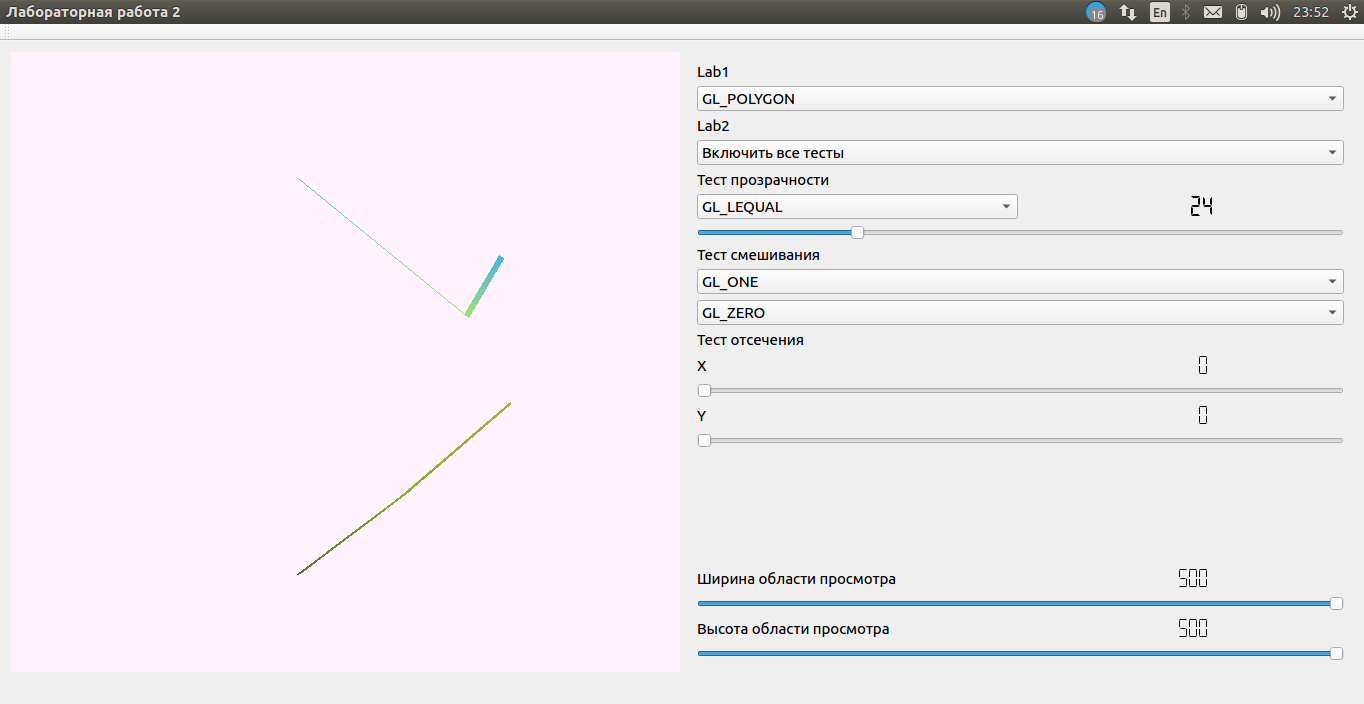 Лабораторная работа 2
16 En 23:52
Lab1
GL_POLYGON
Lab2
Включить все тесты
Тест прозрачности
GL_LEQUAL 24
Тест смешивания
GL_ONE
GL_ZERO
Тест отсечения
X 0
Y 0
Ширина области просмотра 500
Высота области просмотра 500